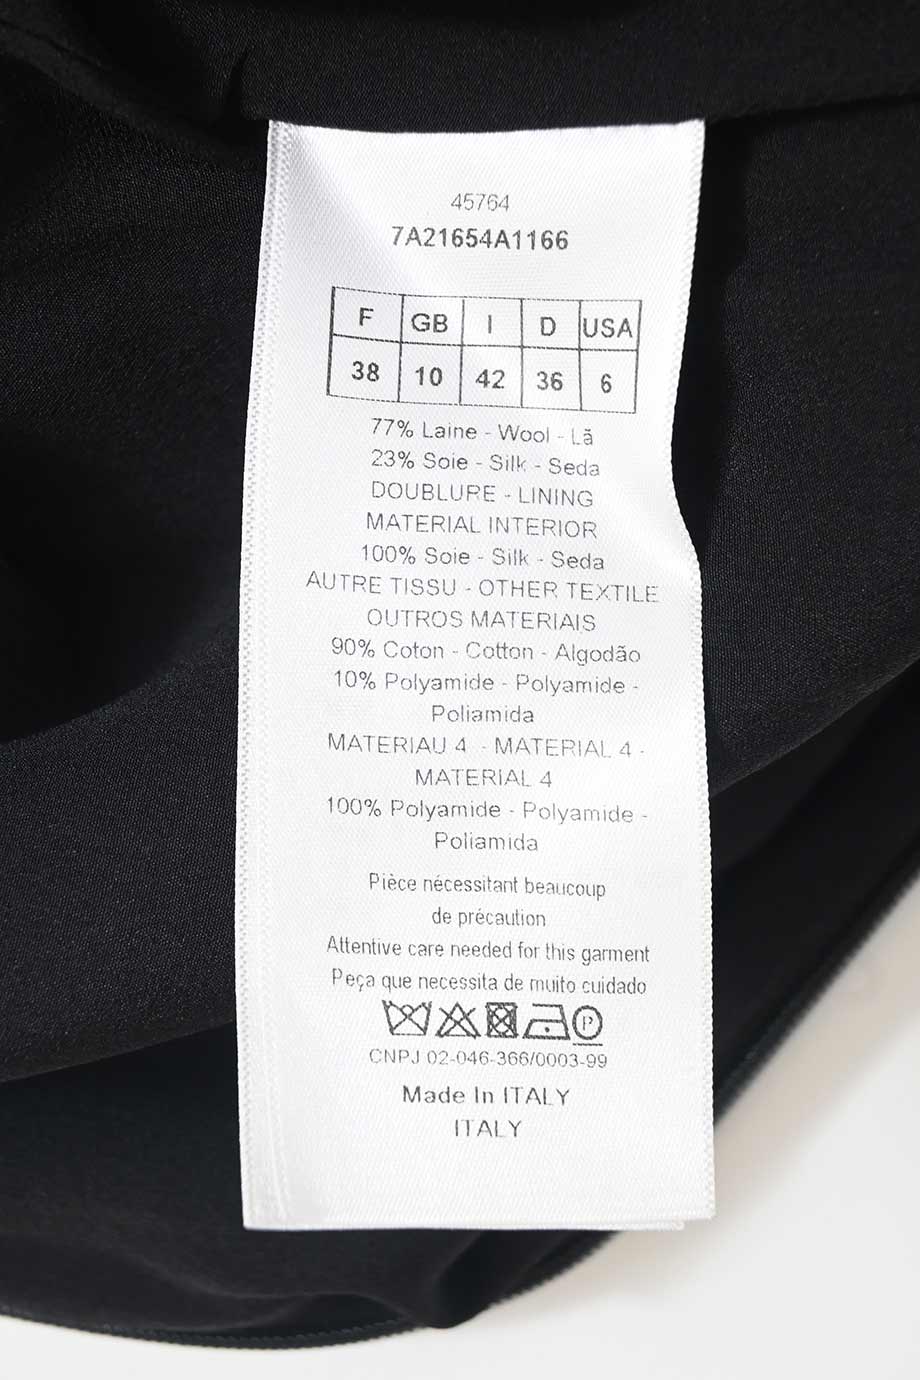 45764
7A21654A1166
F GB I D USA
38 10 42 36 6
77% Laine - Wool - Lã
23% Soie - Silk - Seda
DOUBLURE - LINING
MATERIAL INTERIOR
100% Soie - Silk - Seda
AUTRE TISSU - OTHER TEXTILE
OUTROS MATERIAIS
90% Coton - Cotton - Algodão
10% Polyamide - Polyamide -
Poliamida
MATERIAU 4 - MATERIAL 4 -
MATERIAL 4
100% Polyamide - Polyamide -
Poliamida
Pièce nécessitant beaucoup
de précaution
Attentive care needed for this garment
Peça que necessita de muito cuidado
P
CNPJ 02-046-366/0003-99
Made In ITALY
ITALY